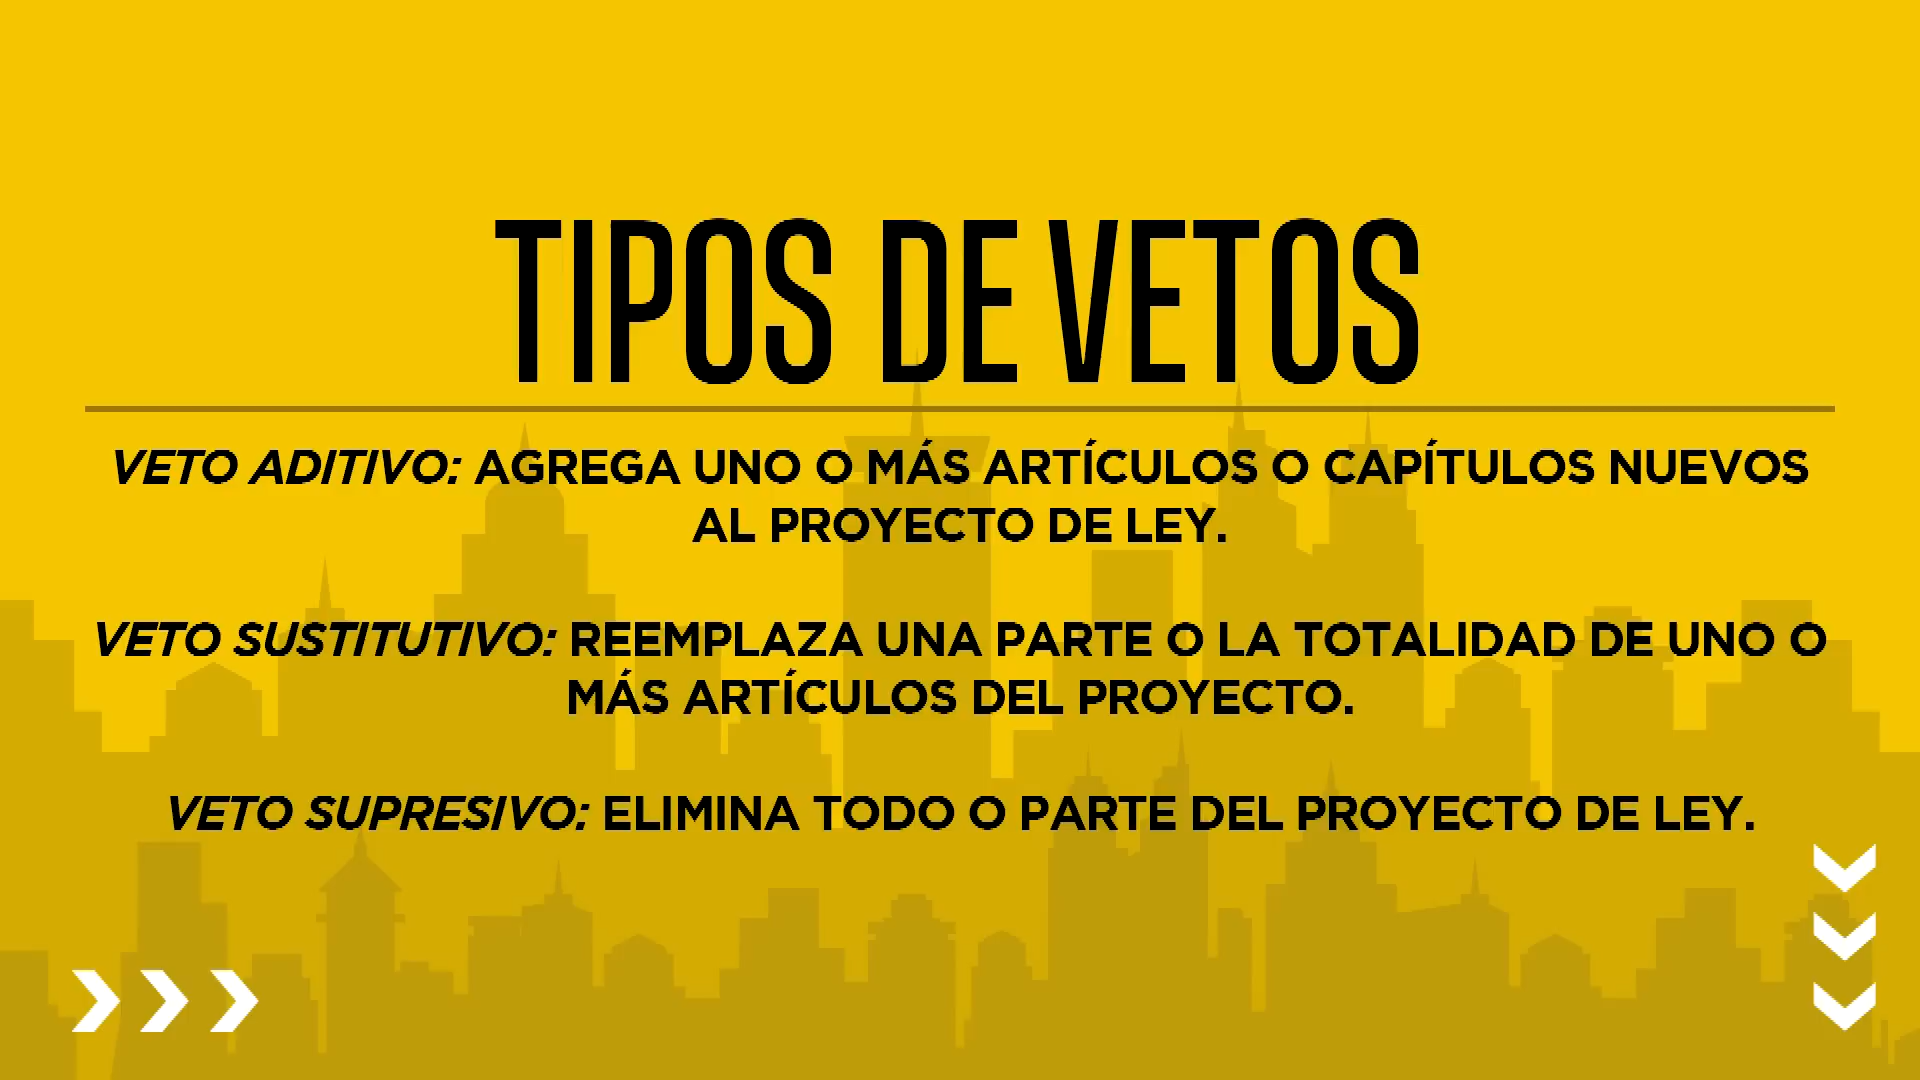 TIPOS DE VETOS
VETO ADITIVO: AGREGA UNO O MÁS ARTÍCULOS O CAPÍTULOS NUEVOS
AL PROYECTO DE LEY.
VETO SUSTITUTIVO: REEMPLAZA UNA PARTE O LA TOTALIDAD DE UNO O
MÁS ARTÍCULOS DEL PROYECTO.
VETO SUPRESIVO: ELIMINA TODO O PARTE DEL PROYECTO DE LEY.